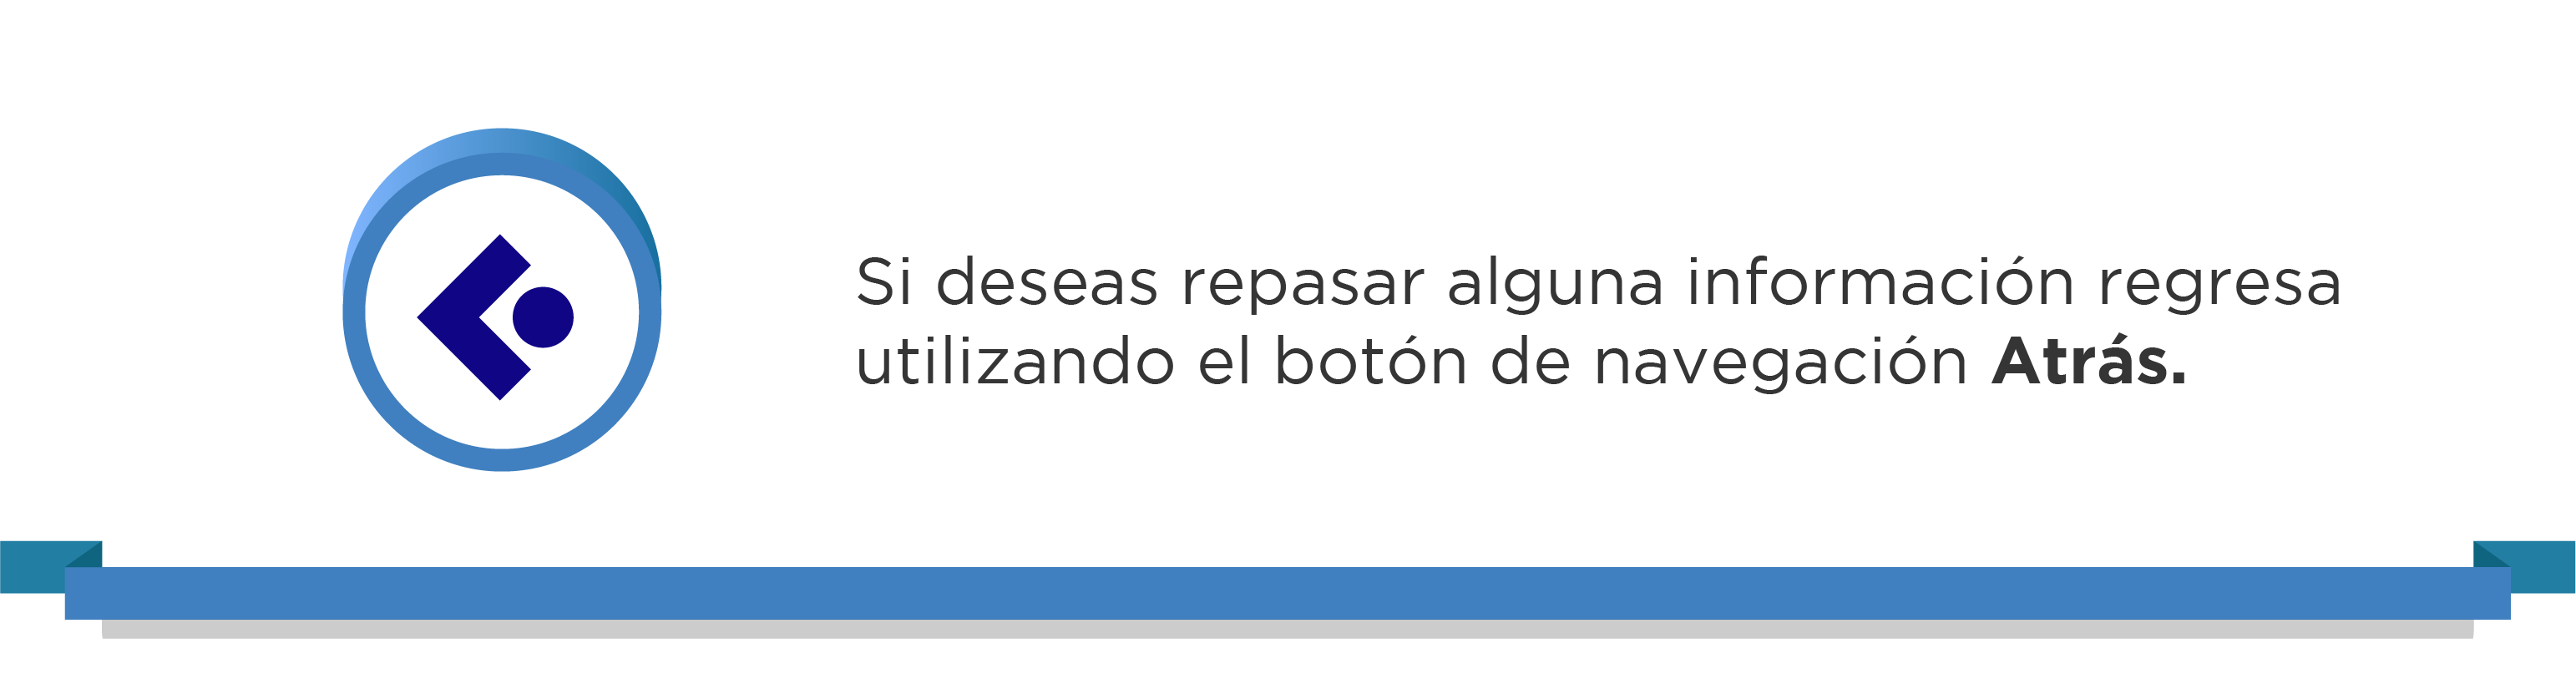 Si deseas repasar alguna información regresa
utilizando el botón de navegación Atrás.